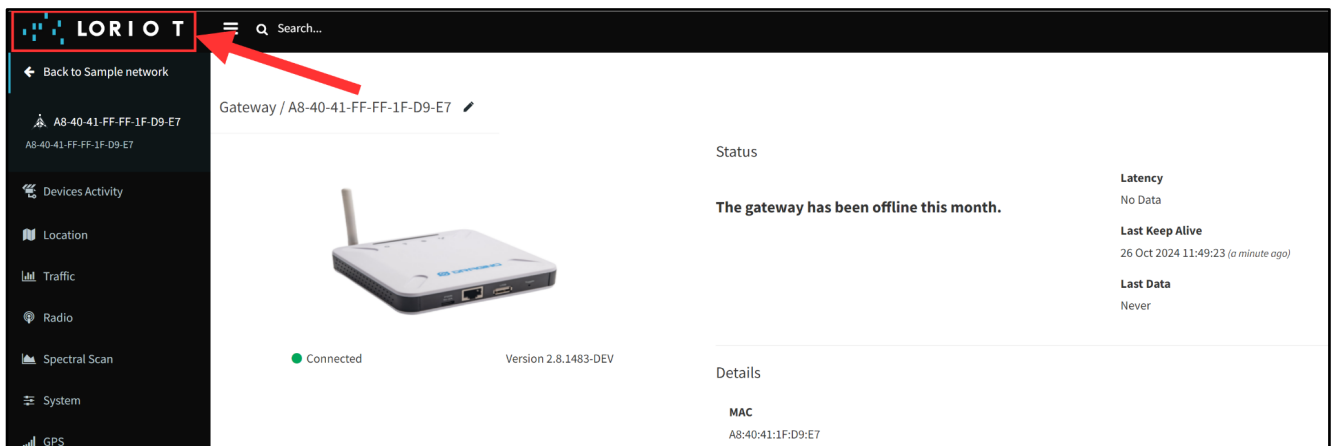 LORIOT
Search...
Back to Sample network
A8-40-41-FF-FF-1F-D9-E7
A8-40-41-FF-FF-1F-D9-E7
Devices Activity
Location
Traffic
Radio
Spectral Scan
System
GPS
Gateway / A8-40-41-FF-FF-1F-D9-E7
Connected
Version 2.8.1483-DEV
Status
The gateway has been offline this month.
Latency
No Data
Last Keep Alive
26 Oct 2024 11:49:23 (a minute ago)
Last Data
Never
Details
MAC
A8:40:41:1F:D9:E7